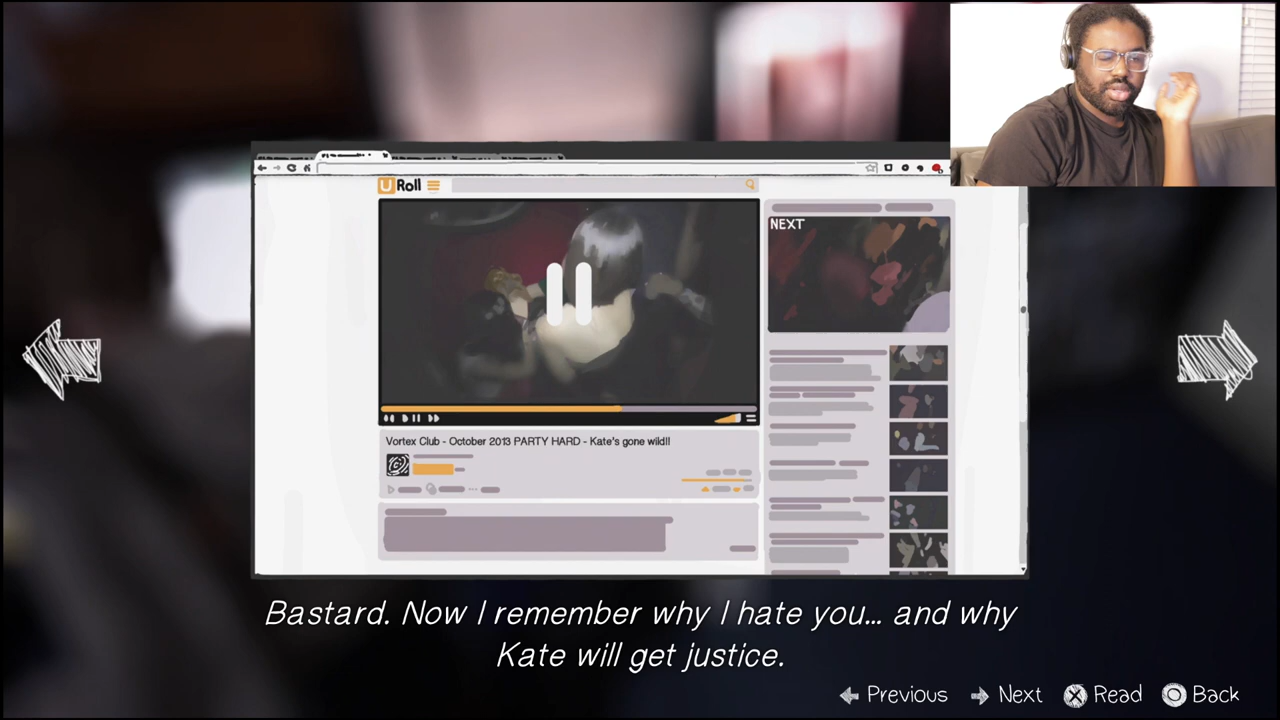 U Roll
NEXT
Vortex Club - October 2013 PARTY HARD - Kate's gone wild!!
Bastard. Now I remember why I hate you... and why
Kate will get justice.
Previous Next Read Back